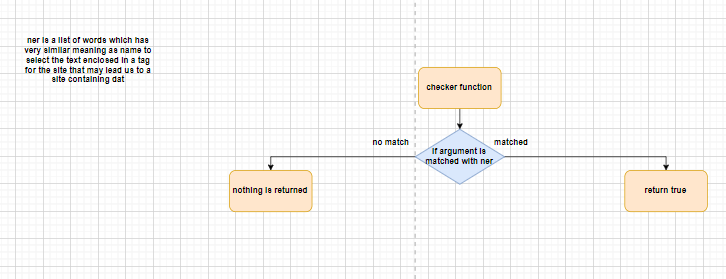 ner is a list of words which has
very similar meaning as name to
select the text enclosed in a tag
for the site that may lead us to a
site containing dat
checker function
no match
matched
if argument is
matched with ner
nothing is returned
return true